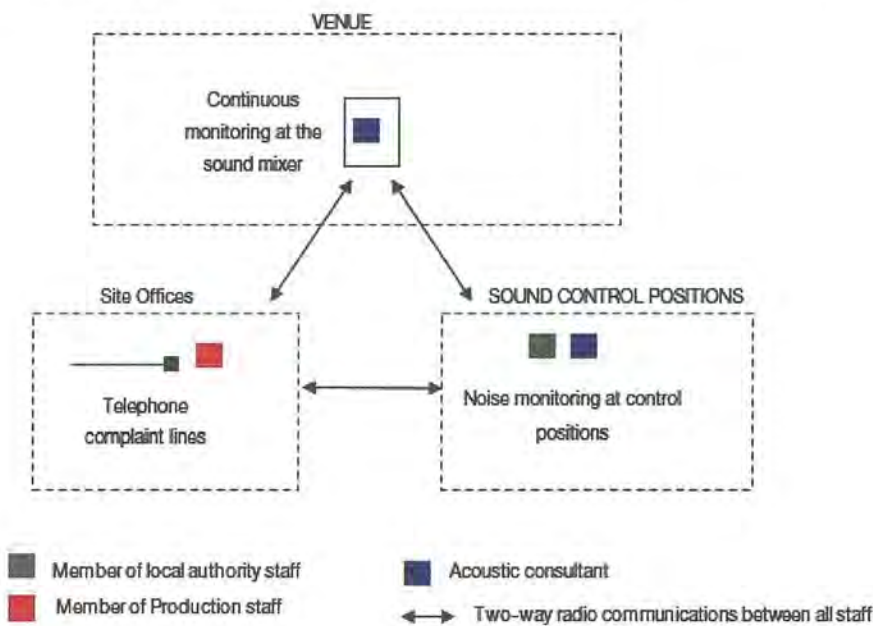 VENUE
Continuous
monitoring at the
sound mixer
Site Offices
Telephone
complaint lines
SOUND CONTROL POSITIONS
Noise monitoring at control
positions
Member of local authority staff
Member of Production staff
Acoustic consultant
Two-way radio communications between all staff